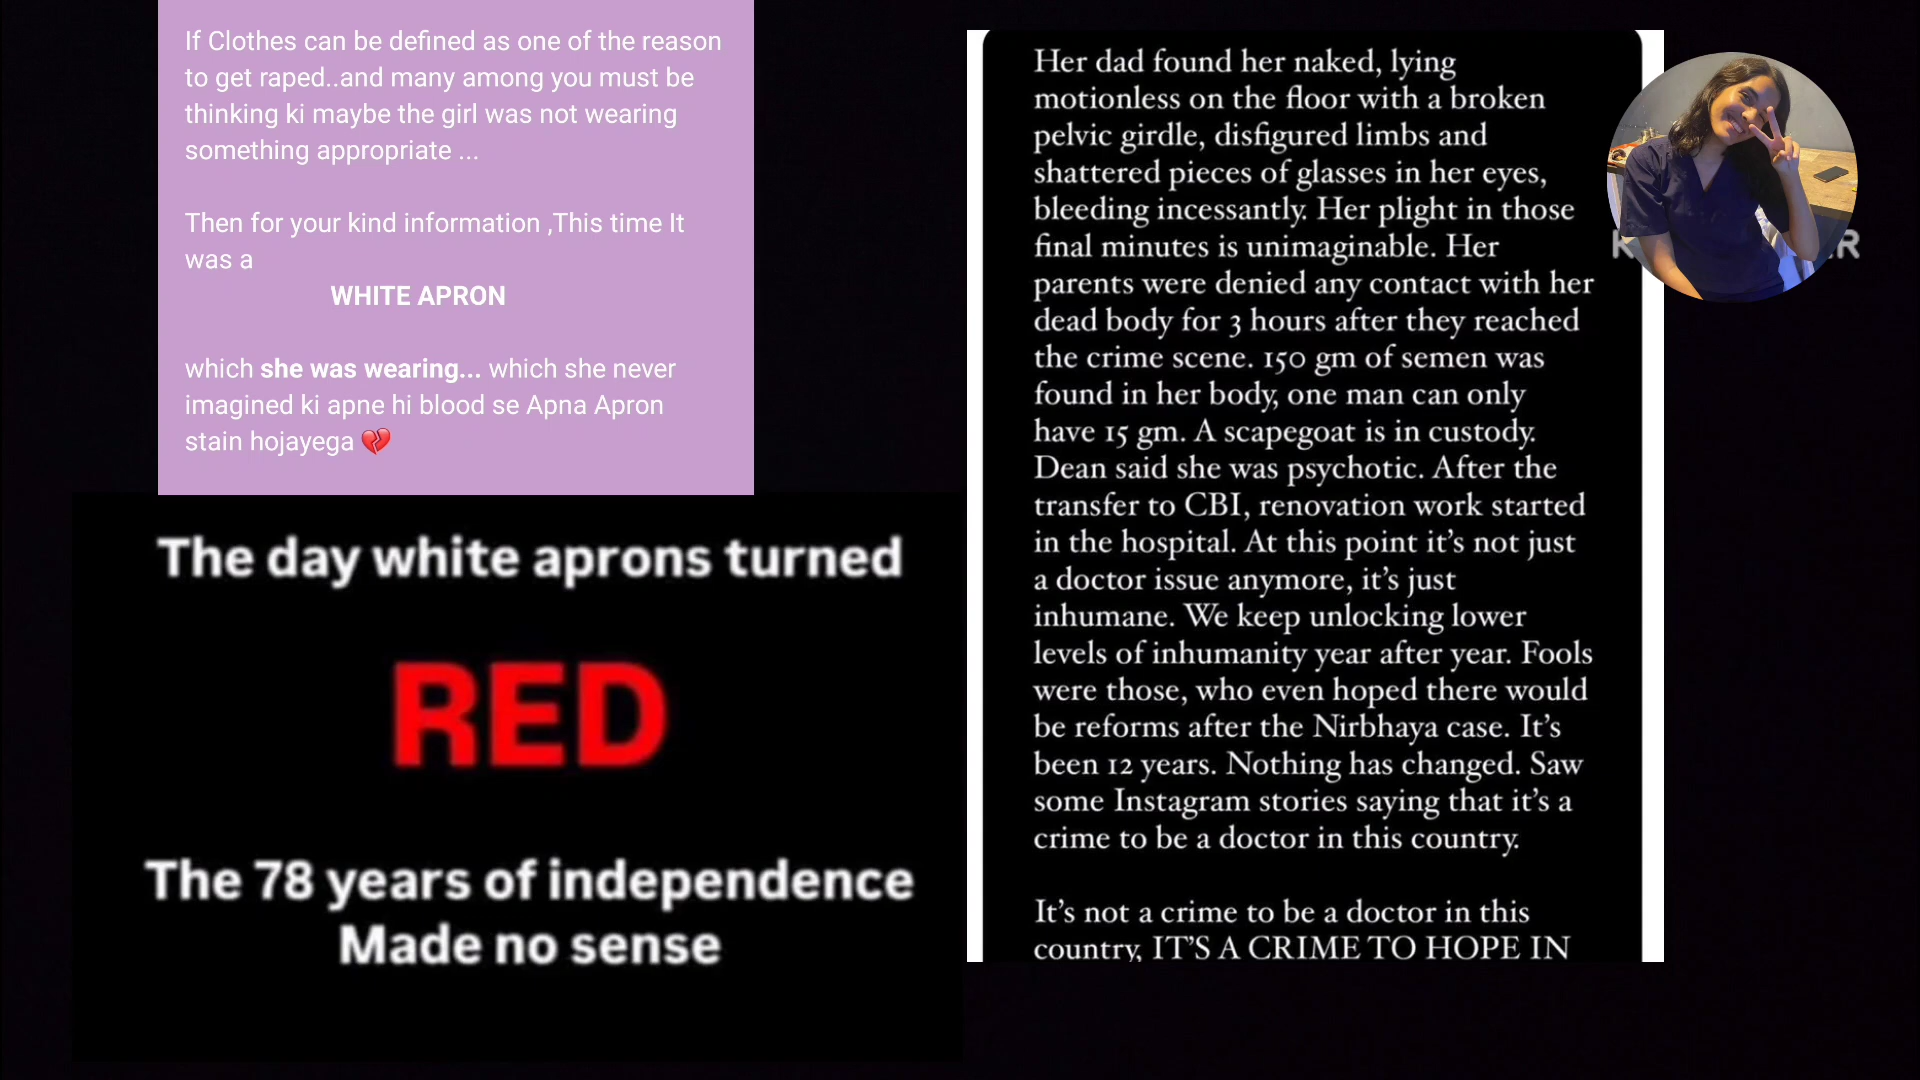 If Clothes can be defined as one of the reason
to get raped..and many among you must be
thinking ki maybe the girl was not wearing
something appropriate ...
Then for your kind information ,This time It
was a
WHITE APRON
which she was wearing... which she never
imagined ki apne hi blood se Apna Apron
stain hojayega 💔
The day white aprons turned
RED
The 78 years of independence
Made no sense
Her dad found her naked, lying
motionless on the floor with a broken
pelvic girdle, disfigured limbs and
shattered pieces of glasses in her eyes,
bleeding incessantly. Her plight in those
final minutes is unimaginable. Her
parents were denied any contact with her
dead body for 3 hours after they reached
the crime scene. 150 gm of semen was
found in her body, one man can only
have 15 gm. A scapegoat is in custody.
Dean said she was psychotic. After the
transfer to CBI, renovation work started
in the hospital. At this point it’s not just
a doctor issue anymore, it’s just
inhumane. We keep unlocking lower
levels of inhumanity year after year. Fools
were those, who even hoped there would
be reforms after the Nirbhaya case. It’s
been 12 years. Nothing has changed. Saw
some Instagram stories saying that it’s a
crime to be a doctor in this country.
It’s not a crime to be a doctor in this
country, IT’S A CRIME TO HOPE IN